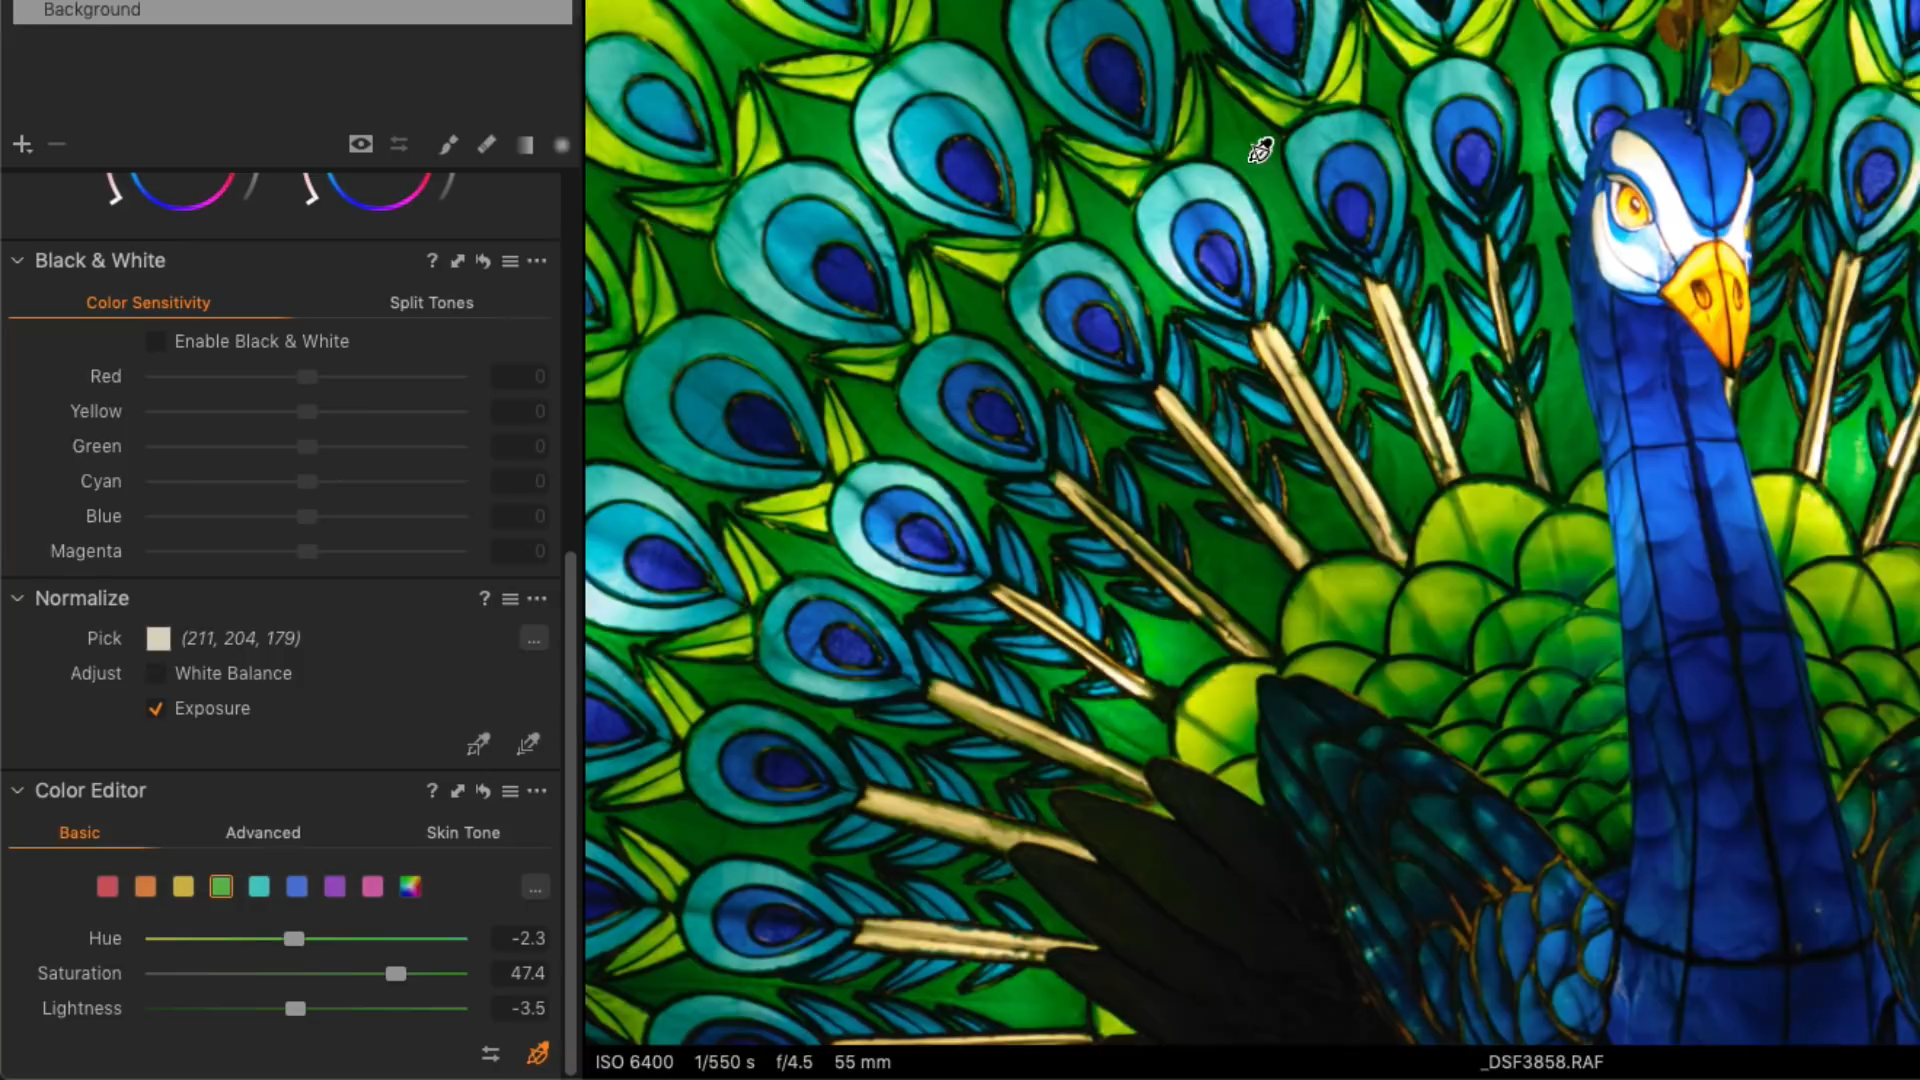 Background
Black & White
?
Color Sensitivity Split Tones
Enable Black & White
Red 0
Yellow 0
Green 0
Cyan 0
Blue 0
Magenta 0
Normalize
?
Pick (211, 204, 179) ...
Adjust White Balance
Exposure
Color Editor
?
Basic Advanced Skin Tone
...
Hue -2.3
Saturation 47.4
Lightness -3.5
ISO 6400 1/550 s f/4.5 55 mm _DSF3858.RAF